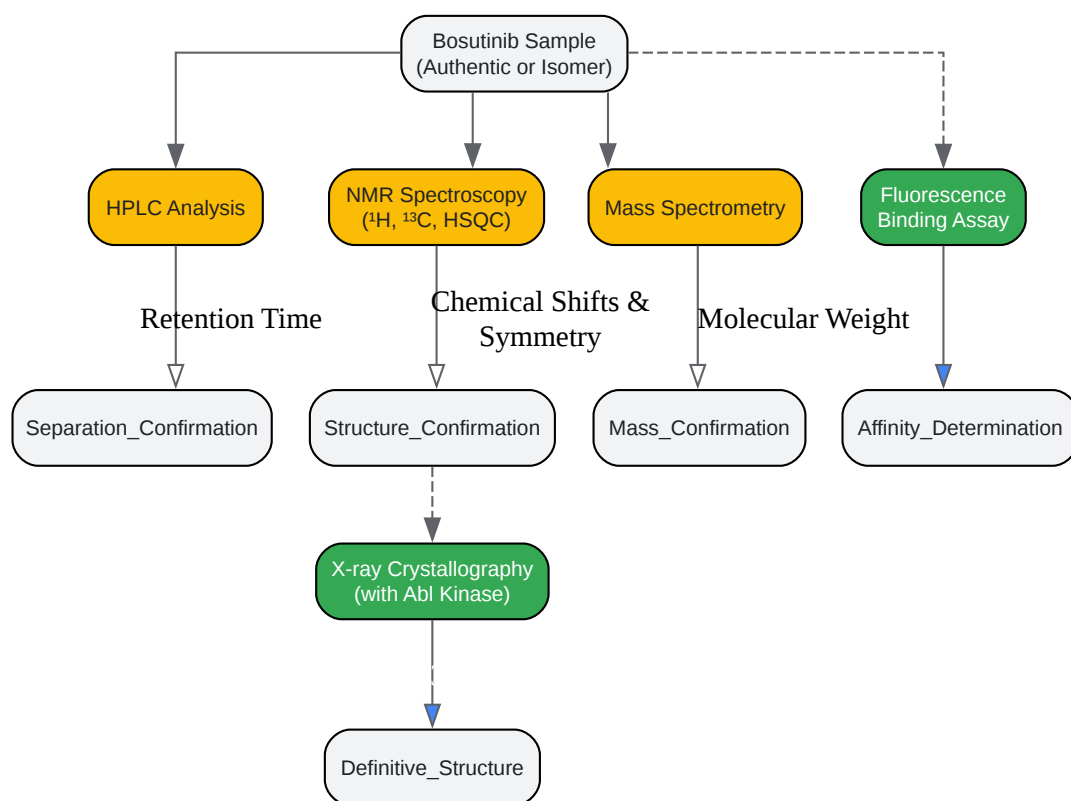 Bosutinib Sample
(Authentic or Isomer)
HPLC Analysis
NMR Spectroscopy
(¹H, ¹³C, HSQC)
Mass Spectrometry
Fluorescence
Binding Assay
Retention Time
Chemical Shifts &
Symmetry
Molecular Weight
Separation_Confirmation
Structure_Confirmation
Mass_Confirmation
Affinity_Determination
X-ray Crystallography
(with Abl Kinase)
Definitive_Structure